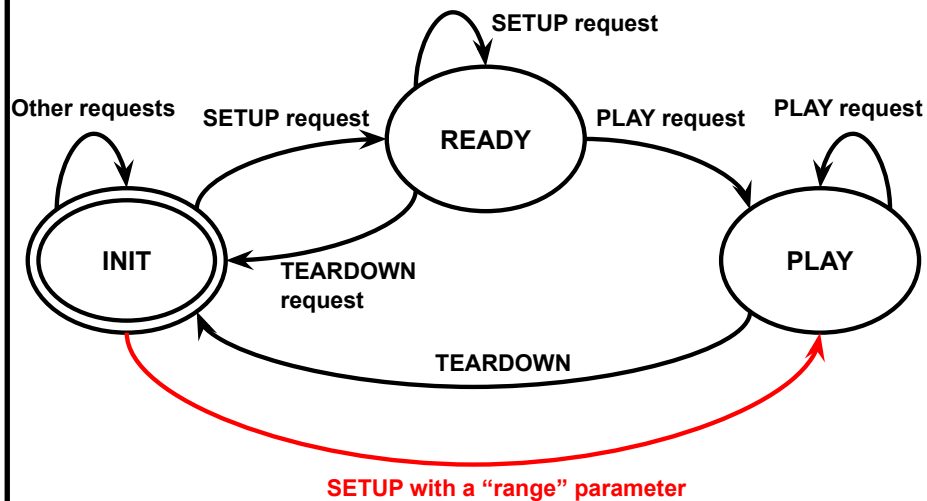 SETUP request
Other requests
SETUP request
READY
PLAY request
PLAY request
INIT
TEARDOWN
request
PLAY
TEARDOWN
SETUP with a “range” parameter